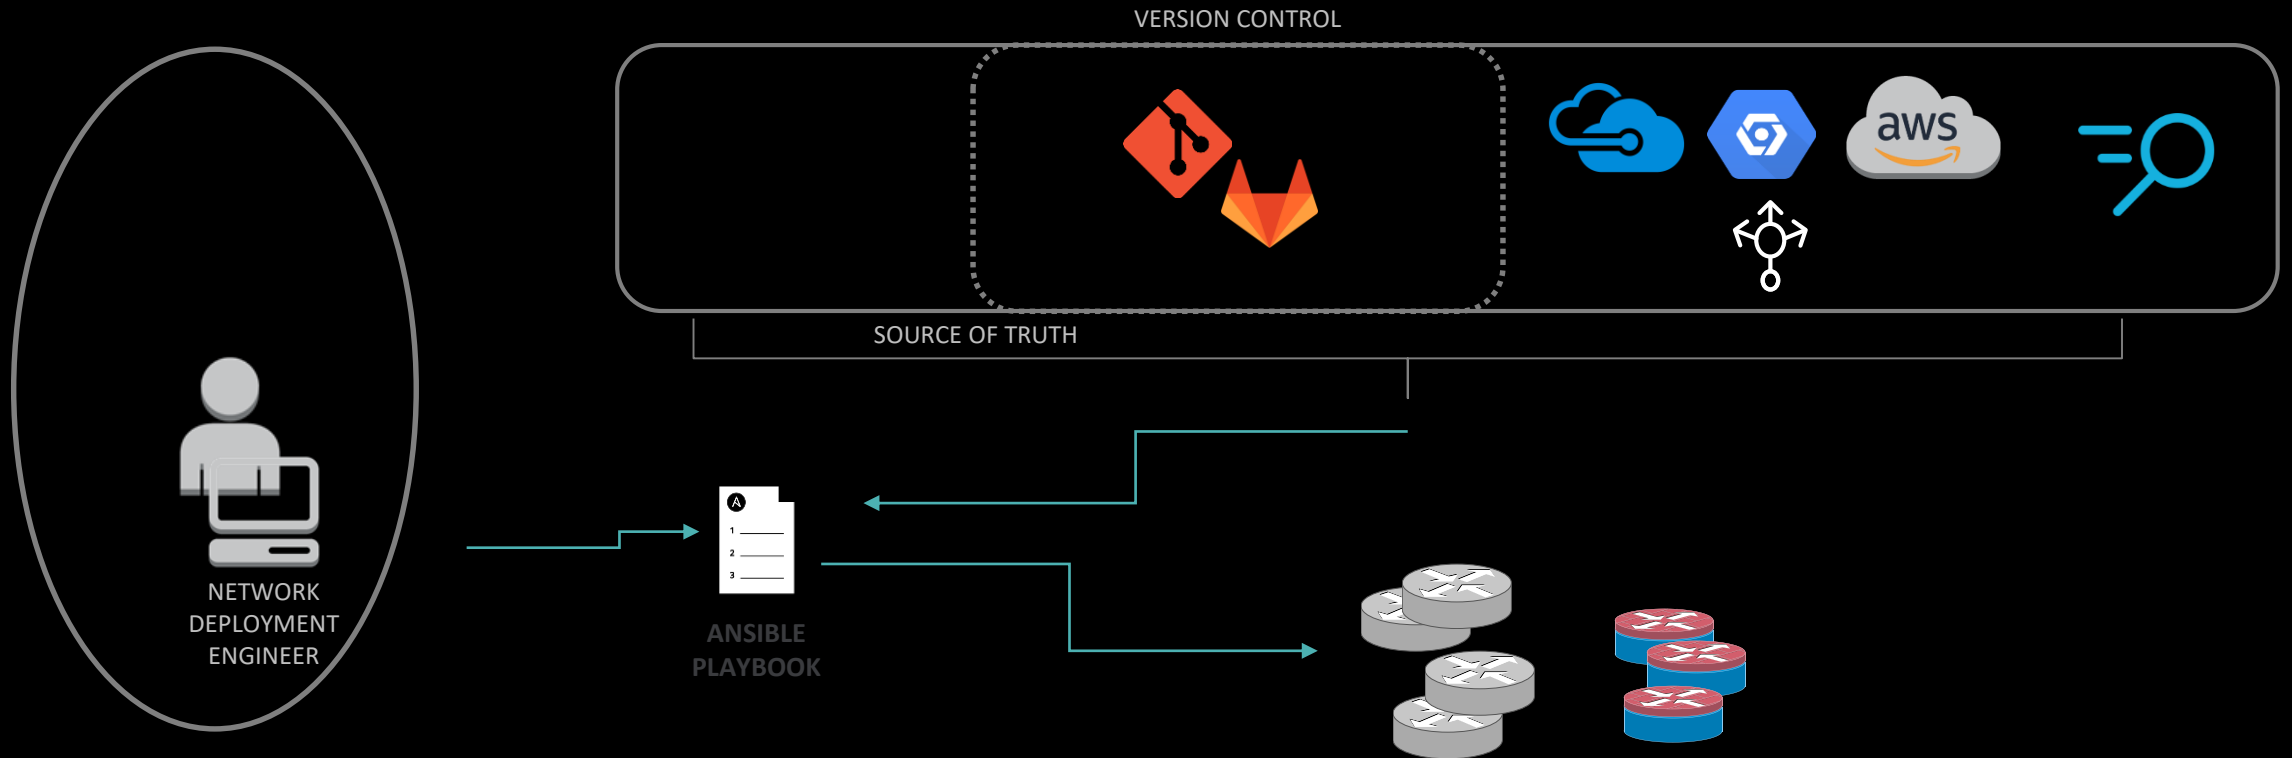 VERSION CONTROL
aws
SOURCE OF TRUTH
A
1
2
3
NETWORK
DEPLOYMENT
ENGINEER
ANSIBLE
PLAYBOOK